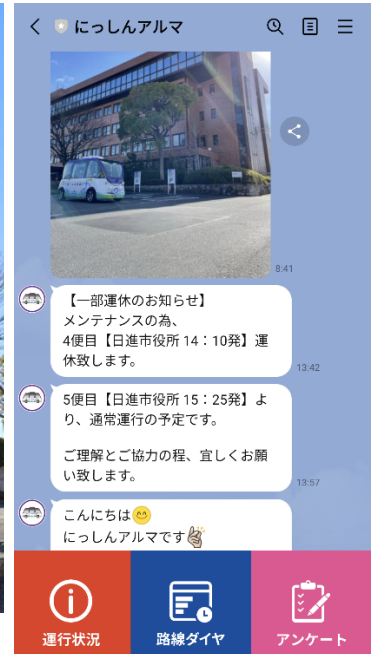 にっしんアルマ
8:41
【一部運休のお知らせ】
メンテナンスの為、
4便目【日進市役所 14：10発】運
休致します。
13:42
5便目【日進市役所 15：25発】よ
り、通常運行の予定です。
ご理解とご協力の程、宜しくお願
い致します。
13:57
こんにちは😊
にっしんアルマです
運行状況
路線ダイヤ
アンケート